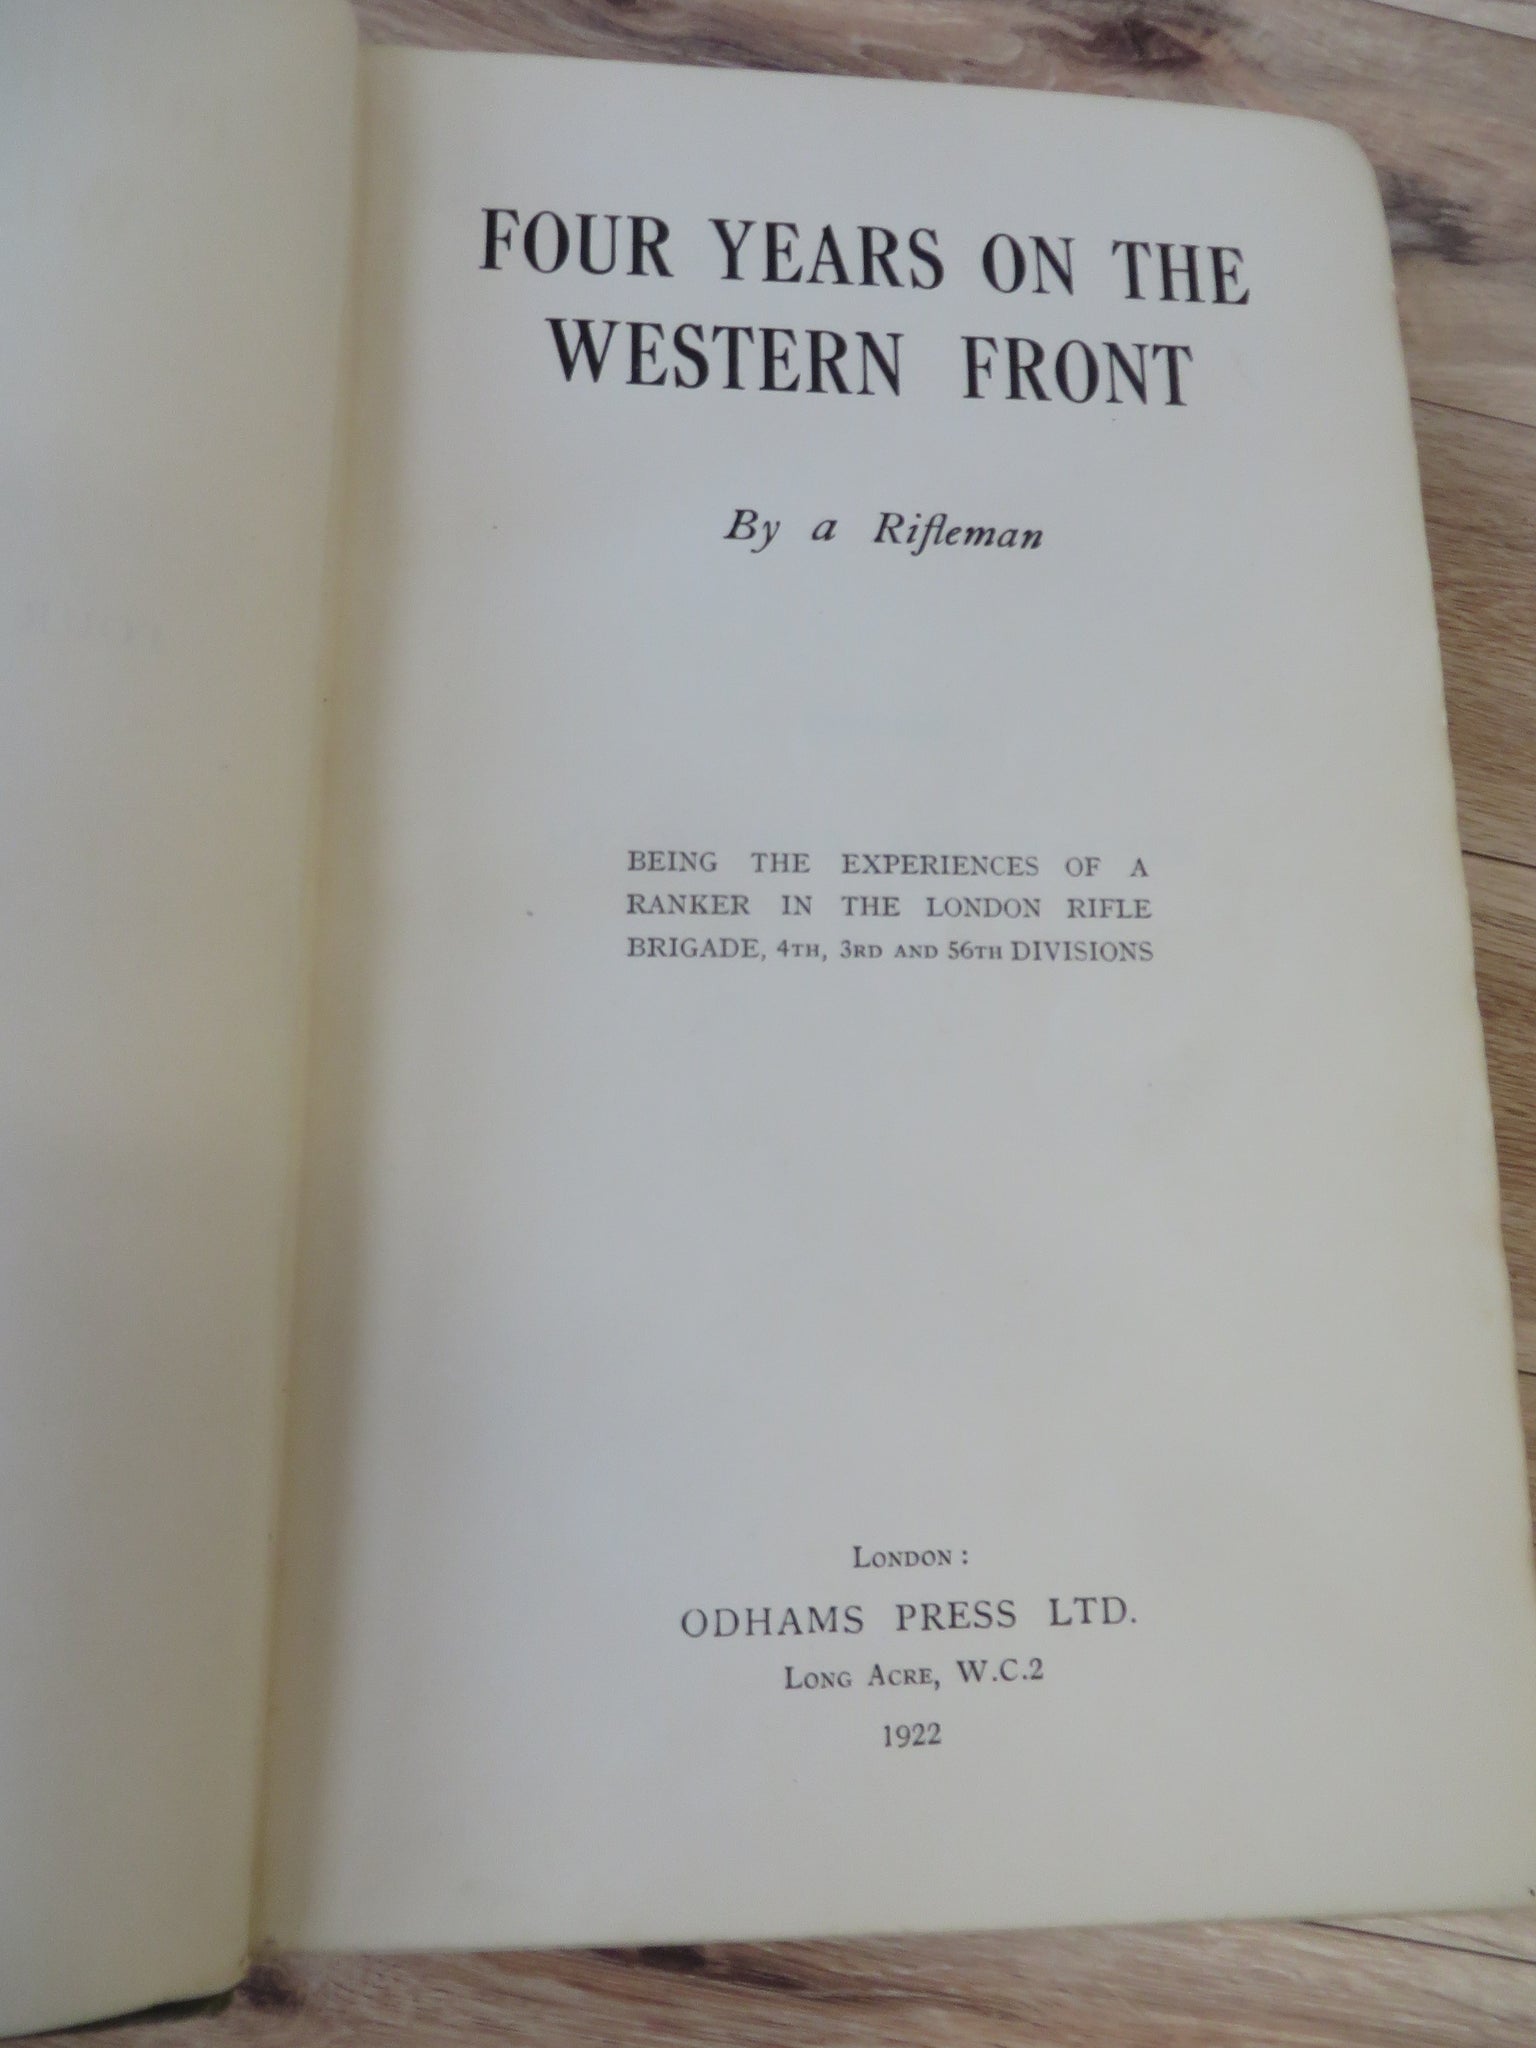 FOUR YEARS ON THE
WESTERN FRONT
By a Rifleman
BEING THE EXPERIENCES OF A
RANKER IN THE LONDON RIFLE
BRIGADE, 4TH, 3RD AND 56TH DIVISIONS
LONDON :
ODHAMS PRESS LTD.
LONG ACRE, W.C.2
1922